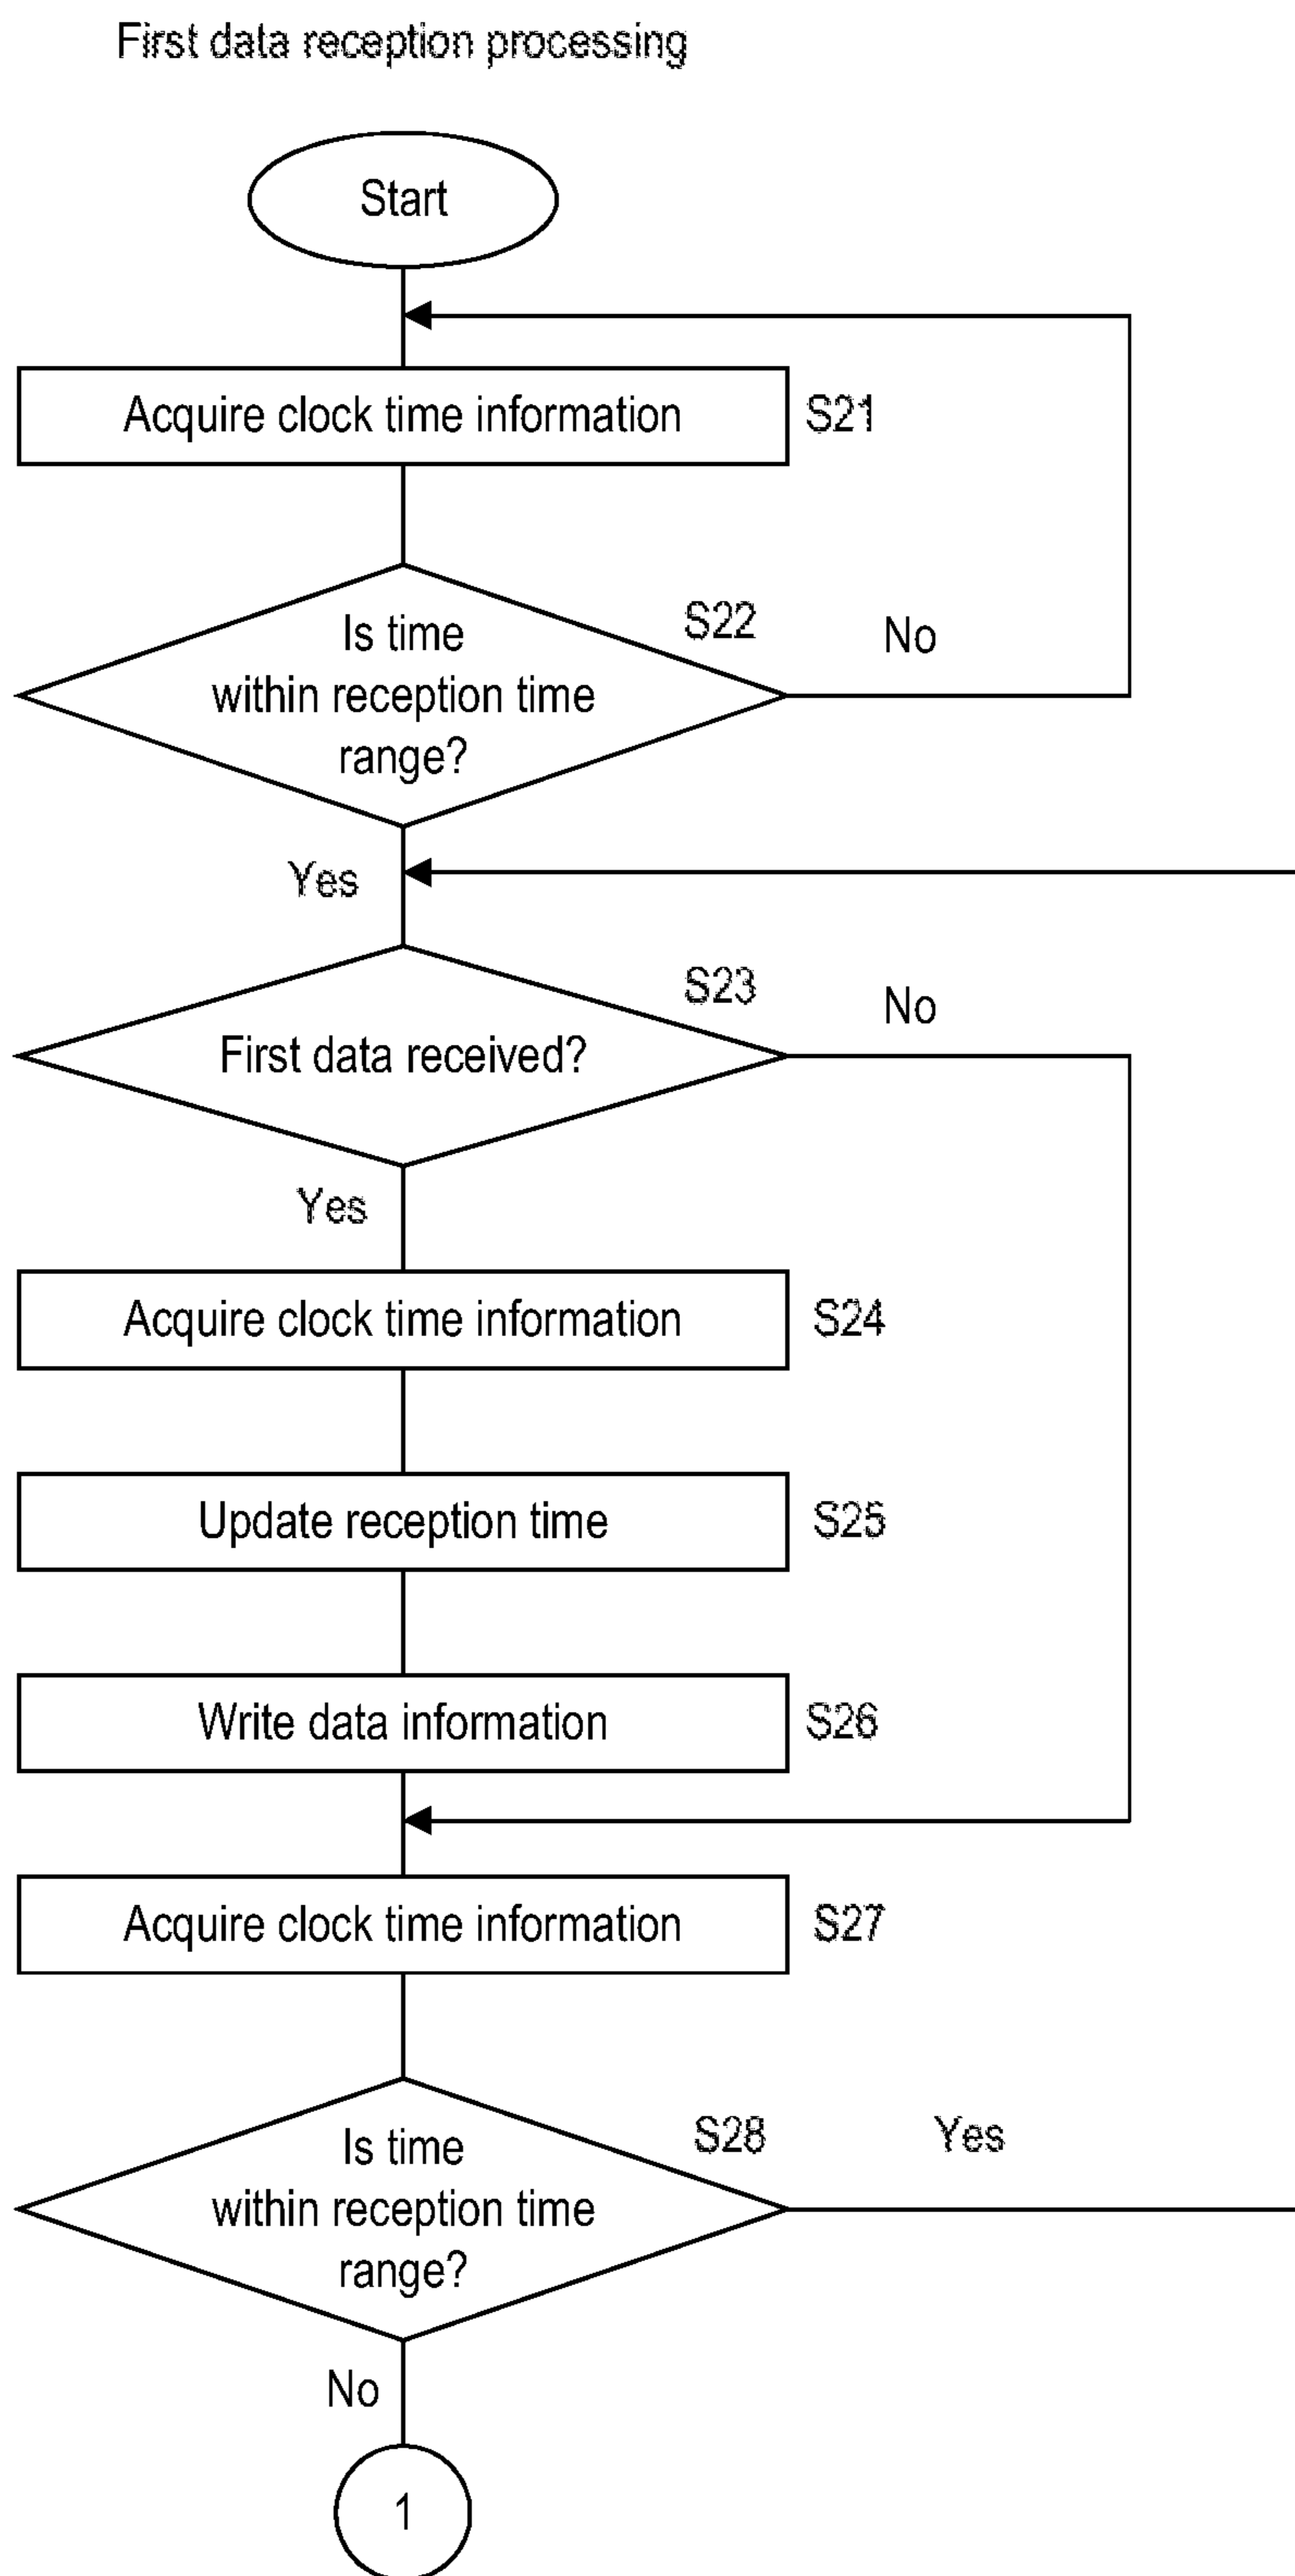 First data reception processing
Start
Acquire clock time information
S21
Is time
within reception time
range?
S22
No
Yes
First data received?
S23
No
Yes
Acquire clock time information
S24
Update reception time
S25
Write data information
S26
Acquire clock time information
S27
Is time
within reception time
range?
S28
Yes
No
1